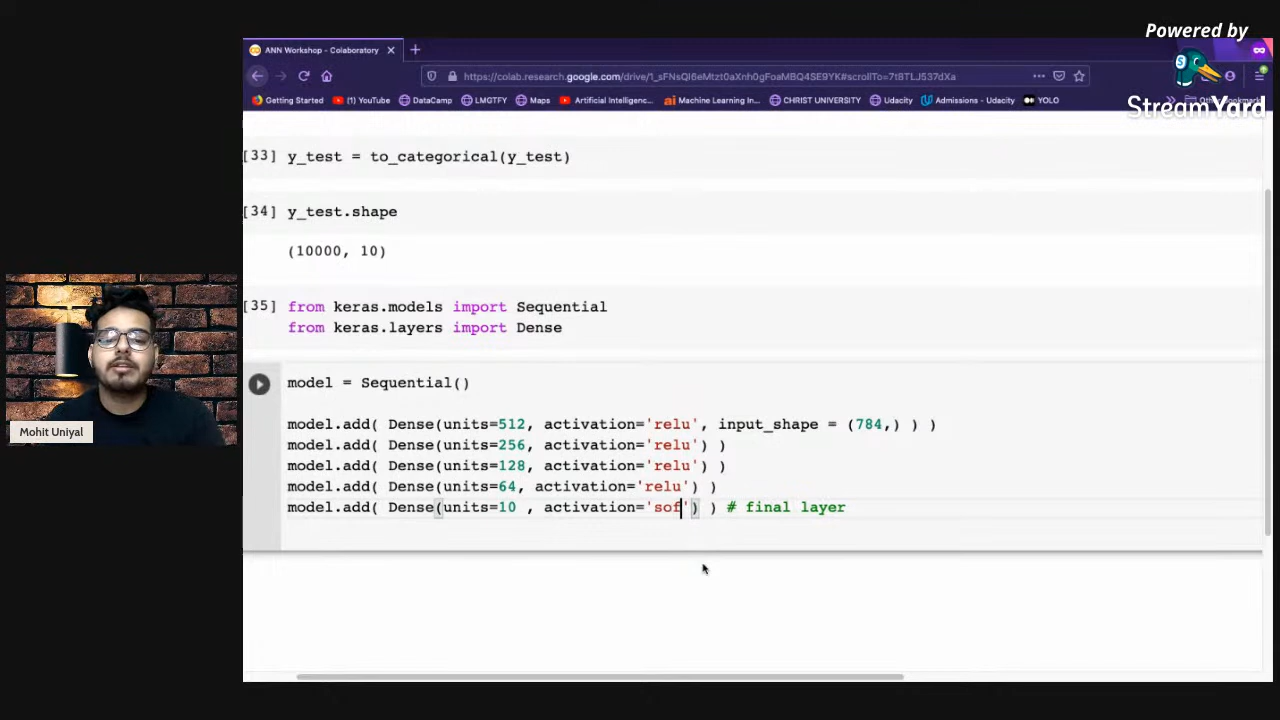 Powered by
StreamYard
ANN Workshop - Colaboratory
https://colab.research.google.com/drive/1_sFNsQI6eMtzt0aXnh0gFoaMBQ4SE9YK#scrollTo=7t8TLJ537dXa
Getting Started (1) YouTube DataCamp LMGTFY Maps Artificial Intelligenc... Machine Learning In... CHRIST UNIVERSITY Udacity Admissions - Udacity YOLO
[33] y_test = to_categorical(y_test)
[34] y_test.shape
(10000, 10)
[35] from keras.models import Sequential
from keras.layers import Dense
model = Sequential()
model.add( Dense(units=512, activation='relu', input_shape = (784,) ) )
model.add( Dense(units=256, activation='relu') )
model.add( Dense(units=128, activation='relu') )
model.add( Dense(units=64, activation='relu') )
model.add( Dense(units=10 , activation='sof') ) # final layer
Mohit Uniyal